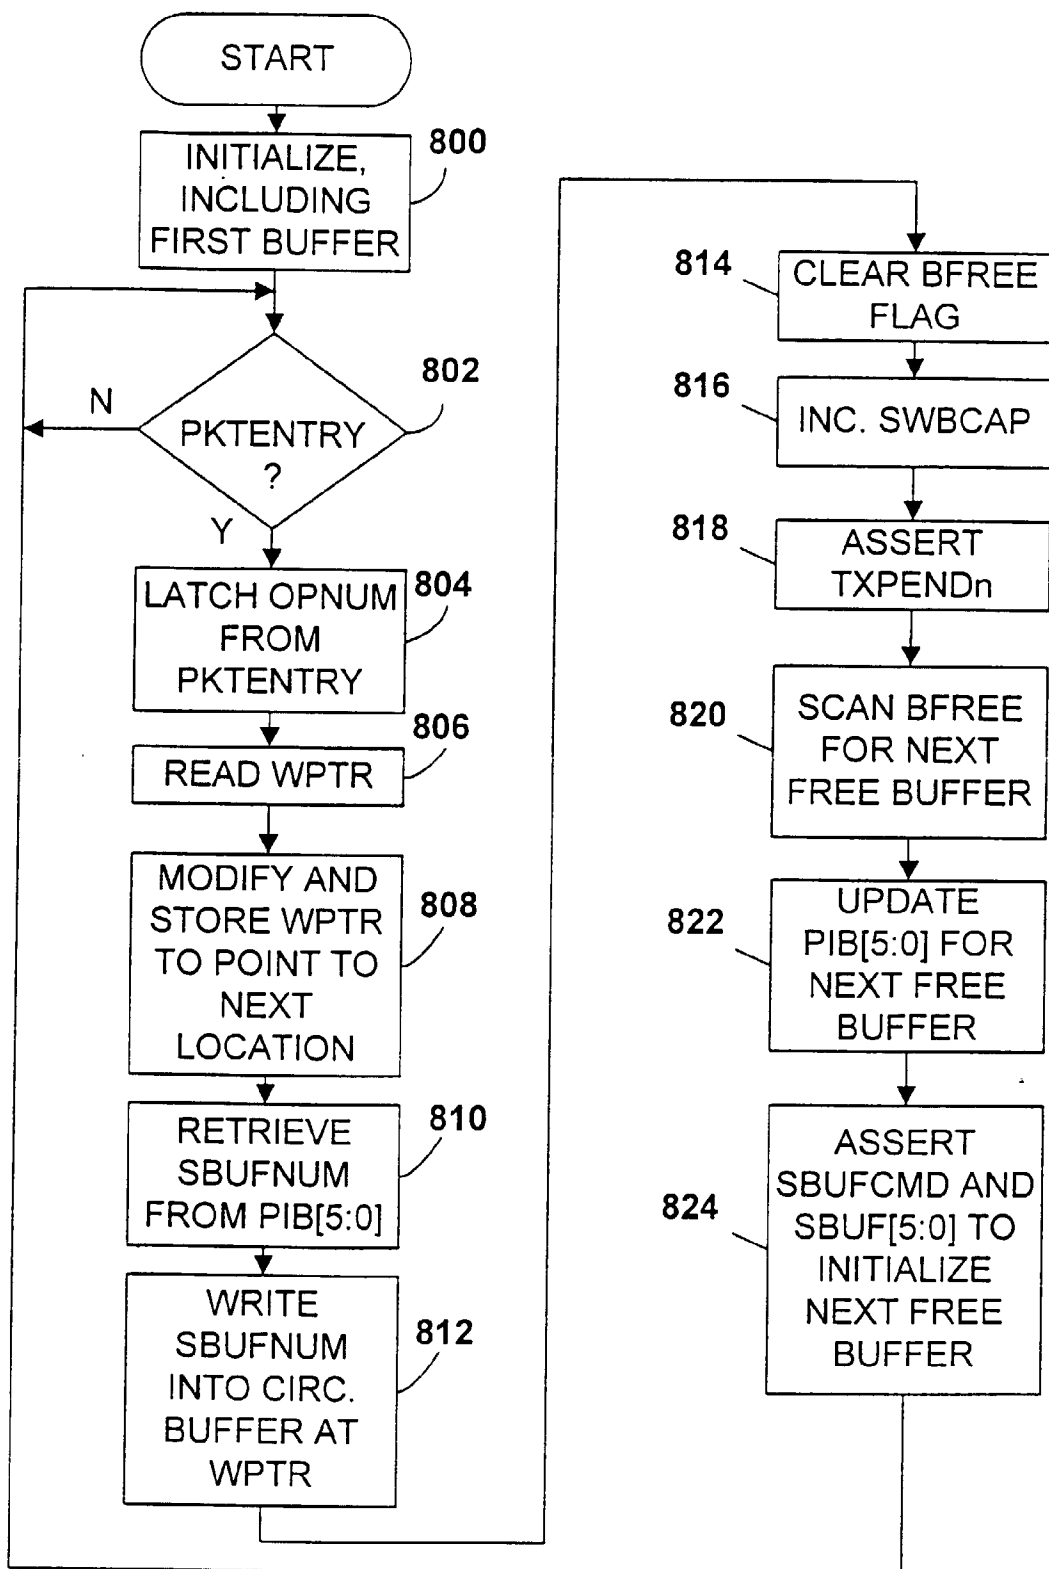 START
800
INITIALIZE,
INCLUDING
FIRST BUFFER
802
N
PKTENTRY
?
Y
804
LATCH OPNUM
FROM
PKTENTRY
806
READ WPTR
808
MODIFY AND
STORE WPTR
TO POINT TO
NEXT
LOCATION
810
RETRIEVE
SBUFNUM
FROM PIB[5:0]
812
WRITE
SBUFNUM
INTO CIRC.
BUFFER AT
WPTR
814
CLEAR BFREE
FLAG
816
INC. SWBCAP
818
ASSERT
TXPENDn
820
SCAN BFREE
FOR NEXT
FREE BUFFER
822
UPDATE
PIB[5:0] FOR
NEXT FREE
BUFFER
824
ASSERT
SBUFCMD AND
SBUF[5:0] TO
INITIALIZE
NEXT FREE
BUFFER